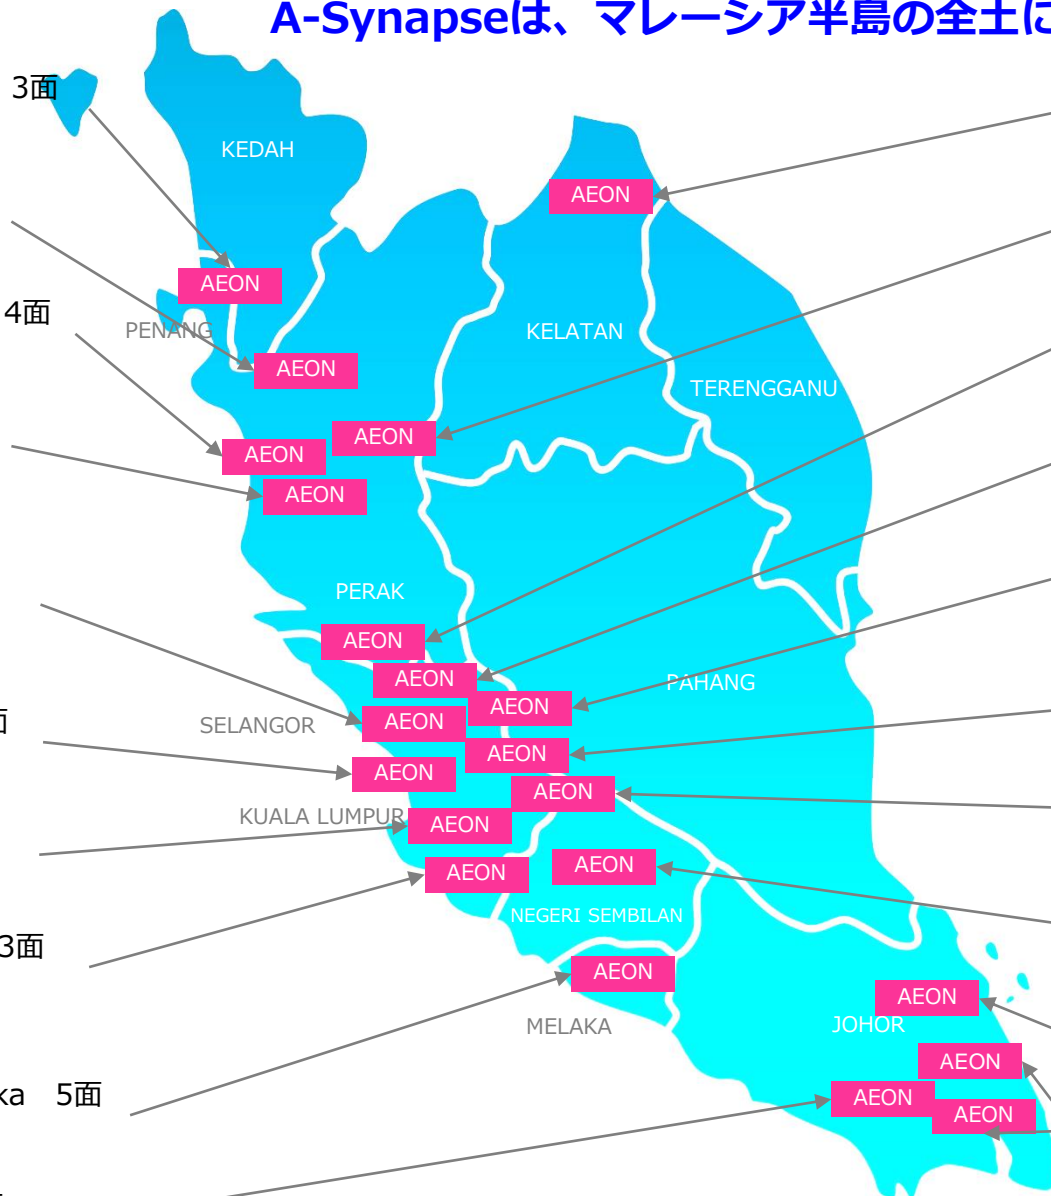 A-Synapseは、マレーシア半島の全土に
3面
KEDAH
AEON
AEON
4面
PENANG
KELATAN
AEON
TERENGGANU
AEON
AEON
AEON
PERAK
AEON
AEON
PAHANG
AEON
面
SELANGOR
AEON
AEON
AEON
AEON
KUALA LUMPUR
AEON
AEON
AEON
NEGERI SEMBILAN
3面
AEON
AEON
MELAKA
JOHOR
AEON
ka 5面
AEON
AEON